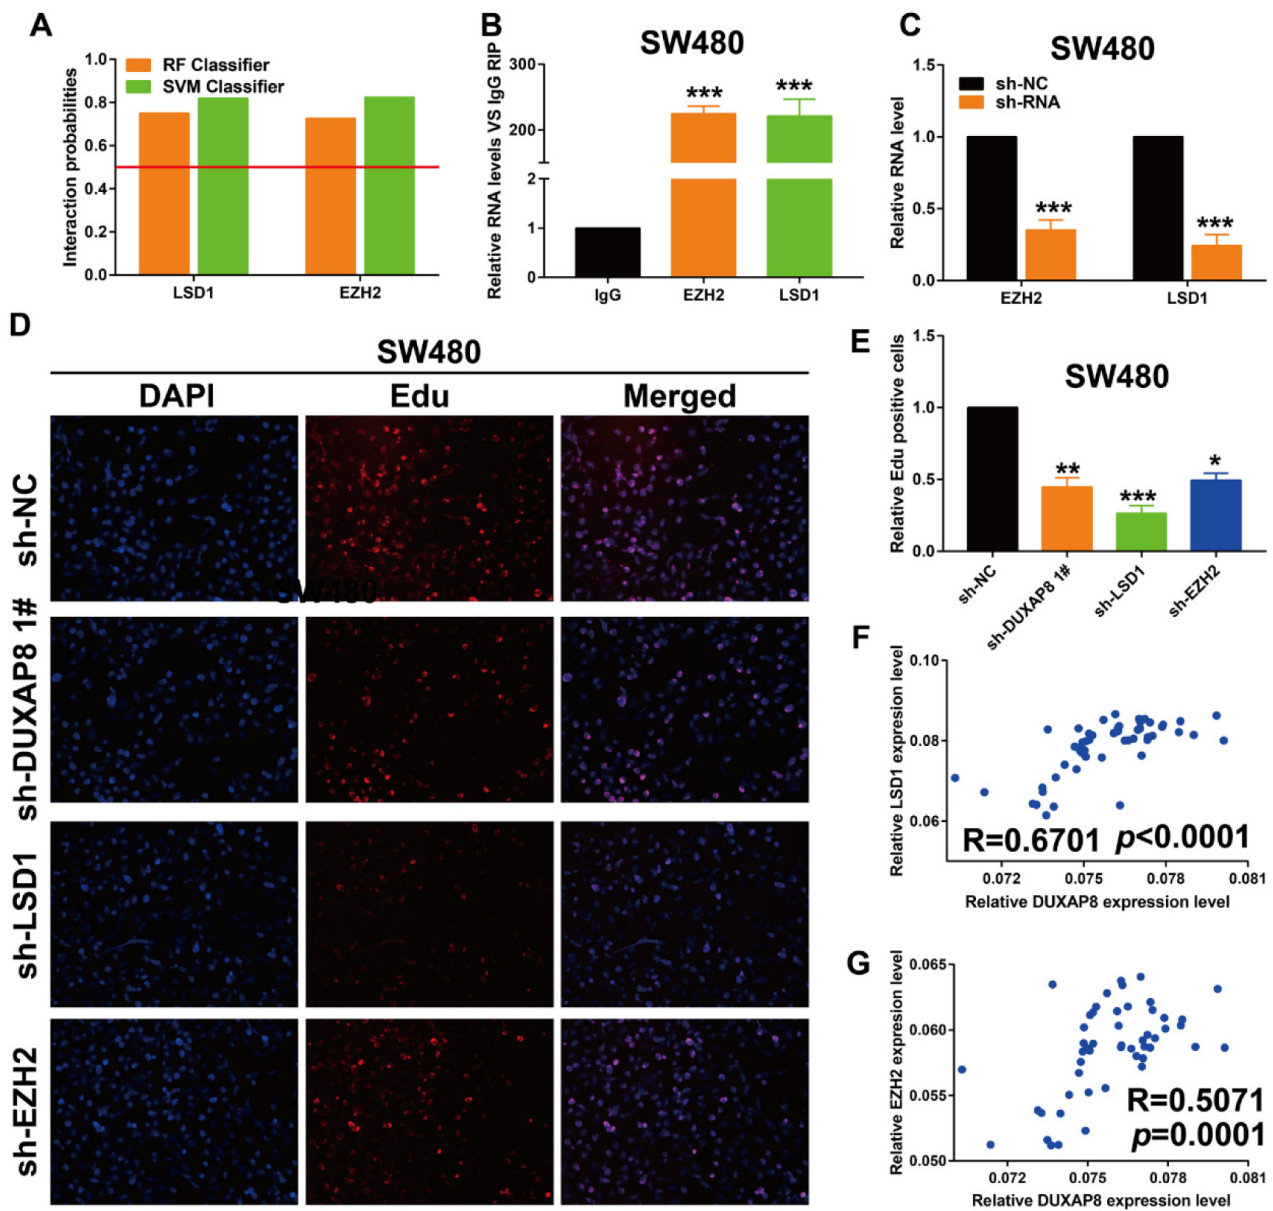 A
Interaction probabilities
1.0
0.8
0.6
0.4
0.2
0.0
RF Classifier
SVM Classifier
LSD1
EZH2
B
SW480
Relative RNA levels VS IgG RIP
300
200
2
1
0
***
***
IgG
EZH2
LSD1
C
SW480
Relative RNA level
1.5
1.0
0.5
0.0
sh-NC
sh-RNA
***
***
EZH2
LSD1
D
SW480
DAPI
Edu
Merged
sh-NC
SW480
sh-DUXAP8 1#
sh-LSD1
sh-EZH2
E
SW480
Relative Edu positive cells
1.5
1.0
0.5
0.0
**
***
*
sh-NC
sh-DUXAP8 1#
sh-LSD1
sh-EZH2
F
Relative LSD1 expression level
0.10
0.08
0.06
R=0.6701 p<0.0001
0.072
0.075
0.078
0.081
Relative DUXAP8 expression level
G
Relative EZH2 expresion level
0.065
0.060
0.055
0.050
R=0.5071
p=0.0001
0.072
0.075
0.078
0.081
Relative DUXAP8 expression level